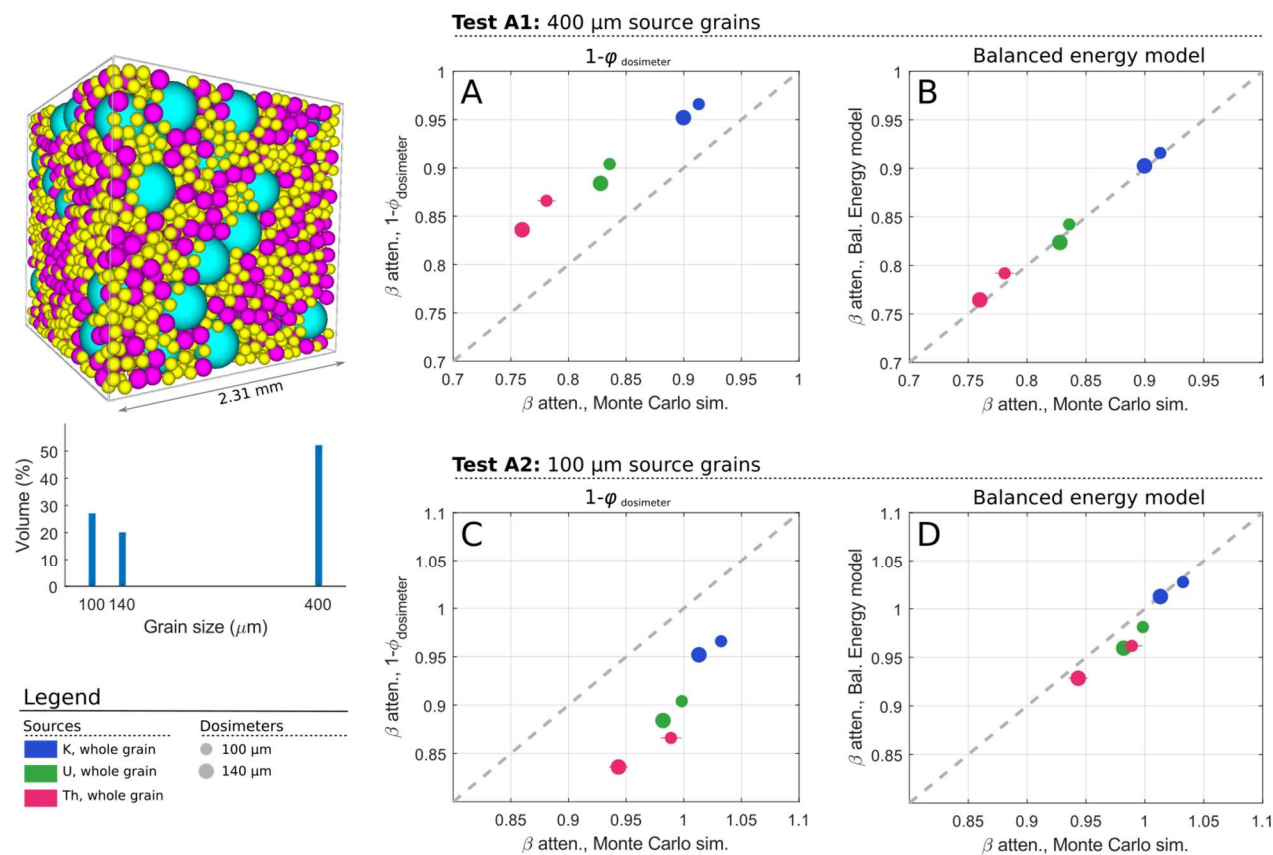 Test A1: 400 µm source grains
1-φ dosimeter
Balanced energy model
A
1
0.95
0.9
0.85
0.8
0.75
0.7
0.7 0.75 0.8 0.85 0.9 0.95 1
β atten., 1-ϕdosimeter
β atten., Monte Carlo sim.
B
1
0.95
0.9
0.85
0.8
0.75
0.7
0.7 0.75 0.8 0.85 0.9 0.95 1
β atten., Bal. Energy model
β atten., Monte Carlo sim.
2.31 mm
Volume (%)
50
40
30
20
10
0
100 140 400
Grain size (μm)
Test A2: 100 µm source grains
1-φ dosimeter
Balanced energy model
C
1.1
1.05
1
0.95
0.9
0.85
0.85 0.9 0.95 1 1.05 1.1
β atten., 1-ϕdosimeter
β atten., Monte Carlo sim.
D
1.1
1.05
1
0.95
0.9
0.85
0.85 0.9 0.95 1 1.05 1.1
β atten., Bal. Energy model
β atten., Monte Carlo sim.
Legend
Sources
K, whole grain
U, whole grain
Th, whole grain
Dosimeters
100 µm
140 µm